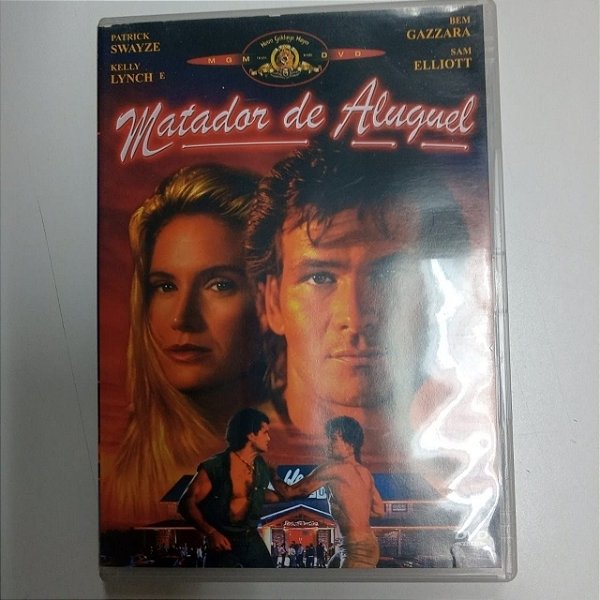 PATRICK
SWAYZE
KELLY
LYNCH E
MGM DVD
BEM
GAZZARA
SAM
ELLIOTT
Matador de Aluguel